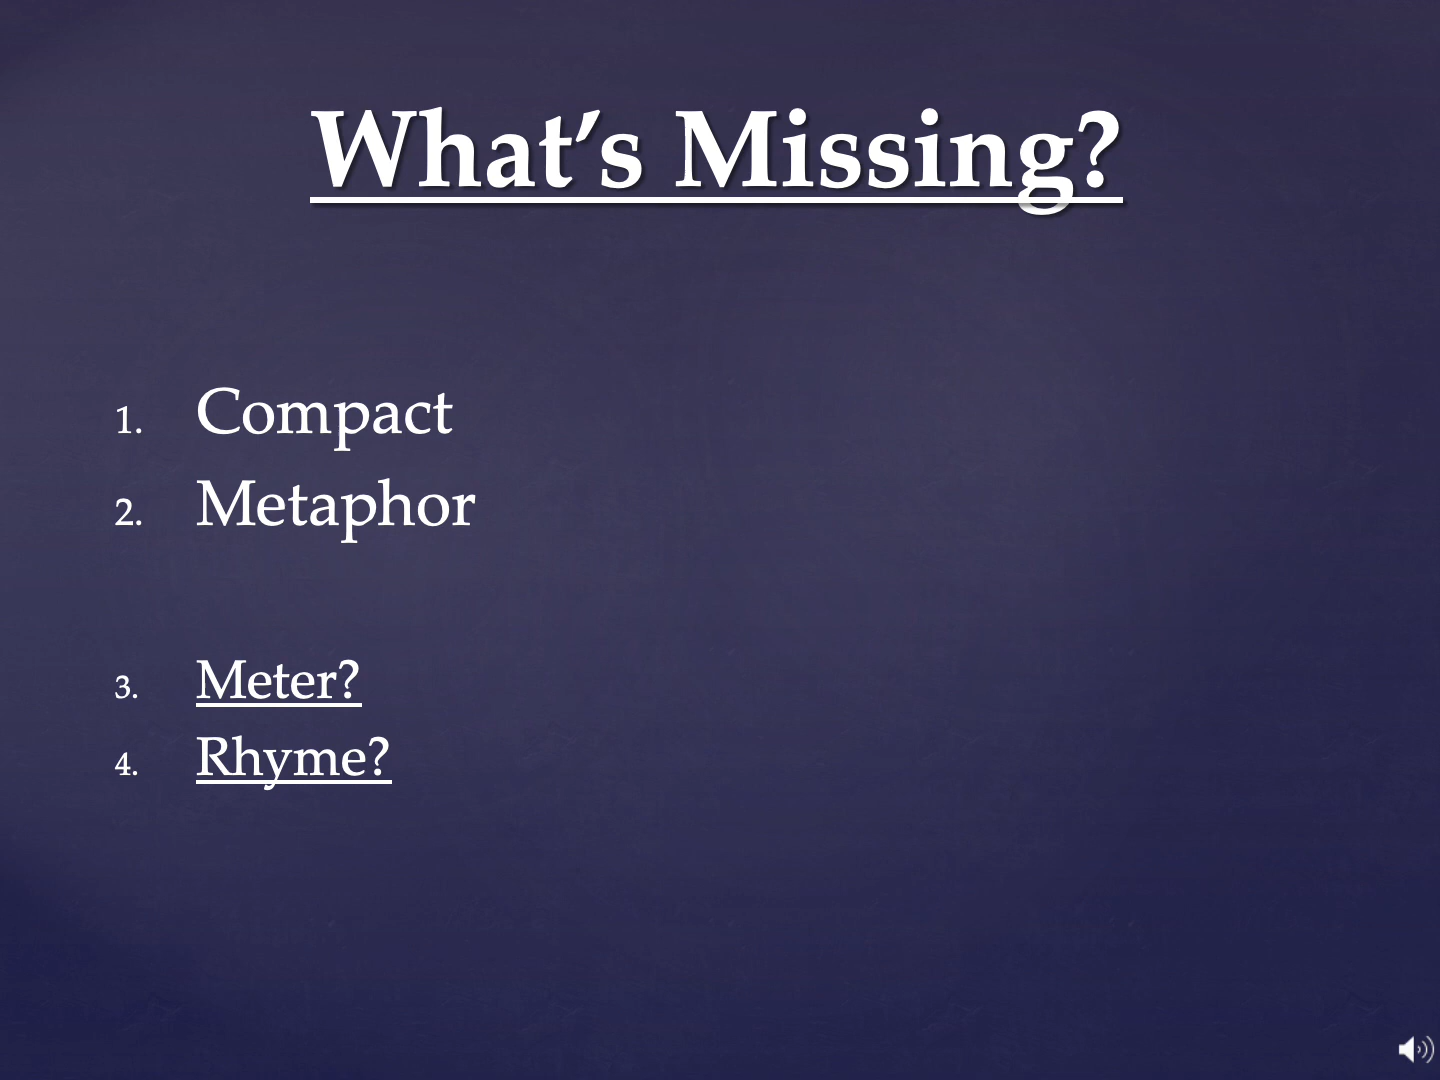 What’s Missing?
1. Compact
2. Metaphor
3. Meter?
4. Rhyme?